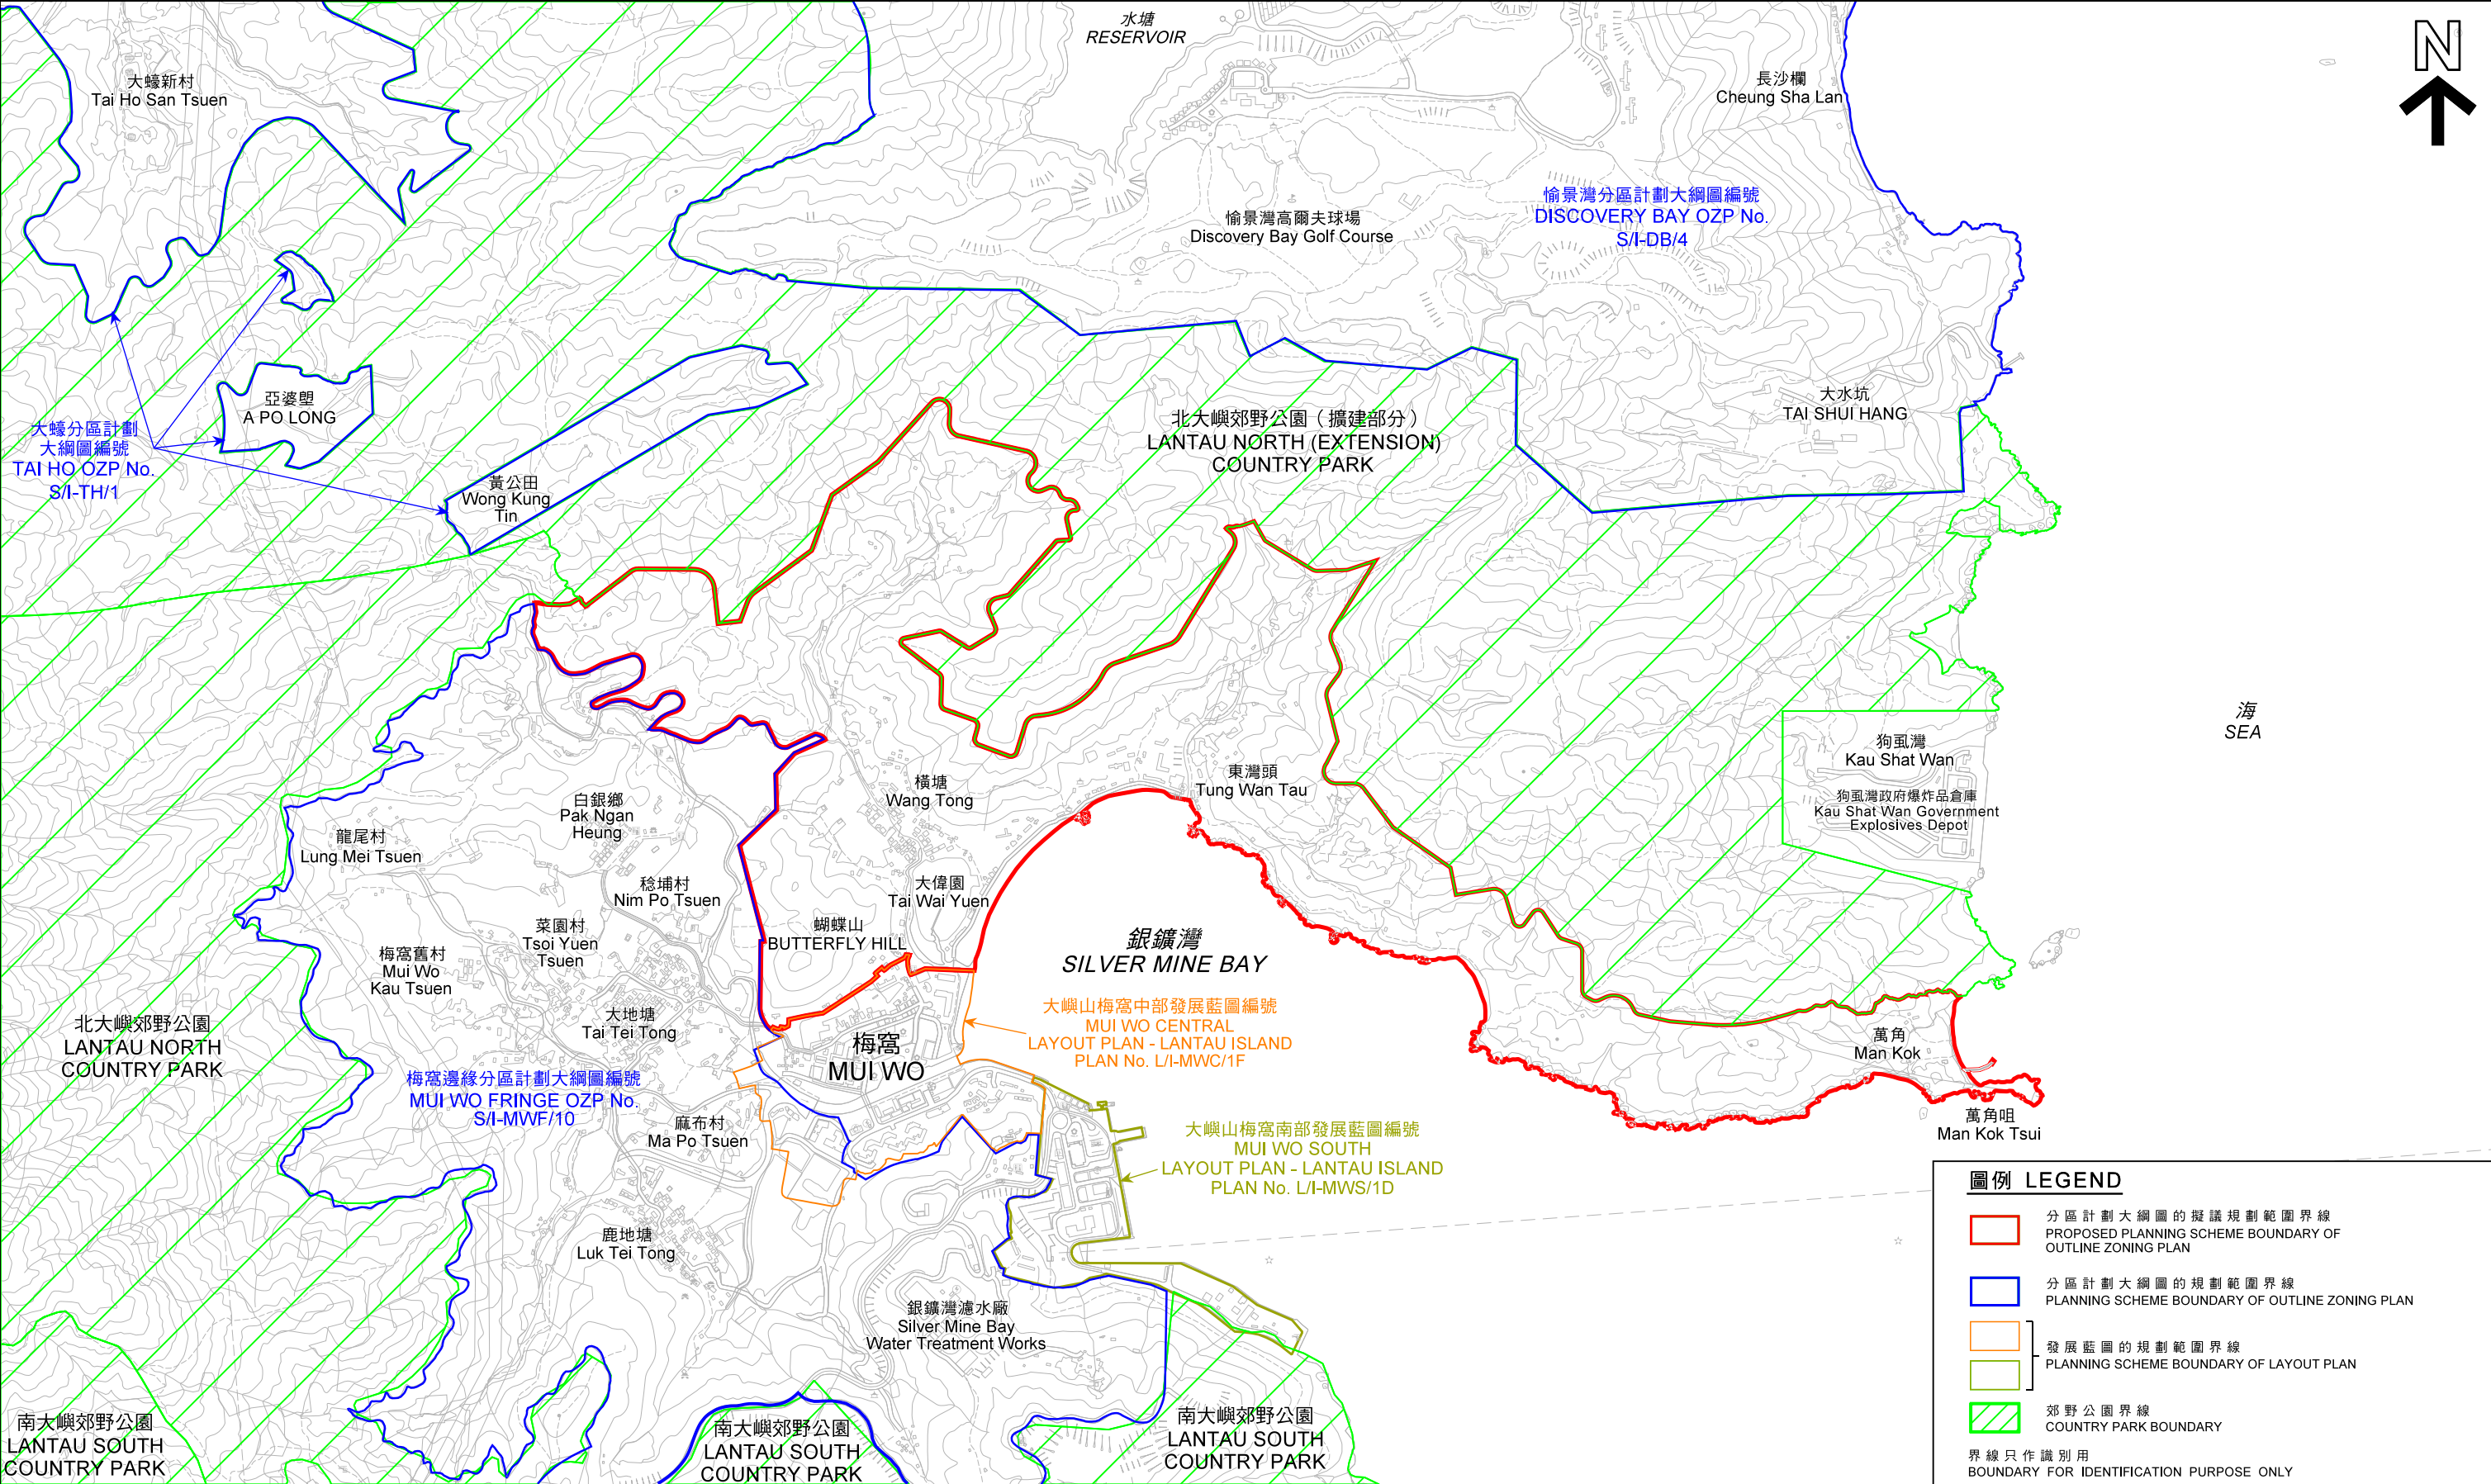 水塘
RESERVOIR
N
大蠔新村
Tai Ho San Tsuen
長沙欄
Cheung Sha Lan
愉景灣分區計劃大綱圖編號
DISCOVERY BAY OZP No.
S/I-DB/4
愉景灣高爾夫球場
Discovery Bay Golf Course
亞婆塱
A PO LONG
大水坑
TAI SHUI HANG
大蠔分區計劃
大綱圖編號
TAI HO OZP No.
S/I-TH/1
北大嶼郊野公園（擴建部分）
LANTAU NORTH (EXTENSION)
COUNTRY PARK
黃公田
Wong Kung
Tin
海
SEA
狗虱灣
Kau Shat Wan
狗虱灣政府爆炸品倉庫
Kau Shat Wan Government
Explosives Depot
橫塘
Wang Tong
東灣頭
Tung Wan Tau
白銀鄉
Pak Ngan
Heung
龍尾村
Lung Mei Tsuen
稔埔村
Nim Po Tsuen
大偉園
Tai Wai Yuen
菜園村
Tsoi Yuen
Tsuen
蝴蝶山
BUTTERFLY HILL
銀鑛灣
SILVER MINE BAY
梅窩舊村
Mui Wo
Kau Tsuen
大地塘
Tai Tei Tong
大嶼山梅窩中部發展藍圖編號
MUI WO CENTRAL
LAYOUT PLAN - LANTAU ISLAND
PLAN No. L/I-MWC/1F
北大嶼郊野公園
LANTAU NORTH
COUNTRY PARK
梅窩
MUI WO
萬角
Man Kok
梅窩邊緣分區計劃大綱圖編號
MUI WO FRINGE OZP No.
S/I-MWF/10
麻布村
Ma Po Tsuen
萬角咀
Man Kok Tsui
大嶼山梅窩南部發展藍圖編號
MUI WO SOUTH
LAYOUT PLAN - LANTAU ISLAND
PLAN No. L/I-MWS/1D
鹿地塘
Luk Tei Tong
銀鑛灣濾水廠
Silver Mine Bay
Water Treatment Works
南大嶼郊野公園
LANTAU SOUTH
COUNTRY PARK
南大嶼郊野公園
LANTAU SOUTH
COUNTRY PARK
南大嶼郊野公園
LANTAU SOUTH
COUNTRY PARK
圖例 LEGEND
分區計劃大綱圖的擬議規劃範圍界線
PROPOSED PLANNING SCHEME BOUNDARY OF
OUTLINE ZONING PLAN
分區計劃大綱圖的規劃範圍界線
PLANNING SCHEME BOUNDARY OF OUTLINE ZONING PLAN
發展藍圖的規劃範圍界線
PLANNING SCHEME BOUNDARY OF LAYOUT PLAN
郊野公園界線
COUNTRY PARK BOUNDARY
界線只作識別用
BOUNDARY FOR IDENTIFICATION PURPOSE ONLY